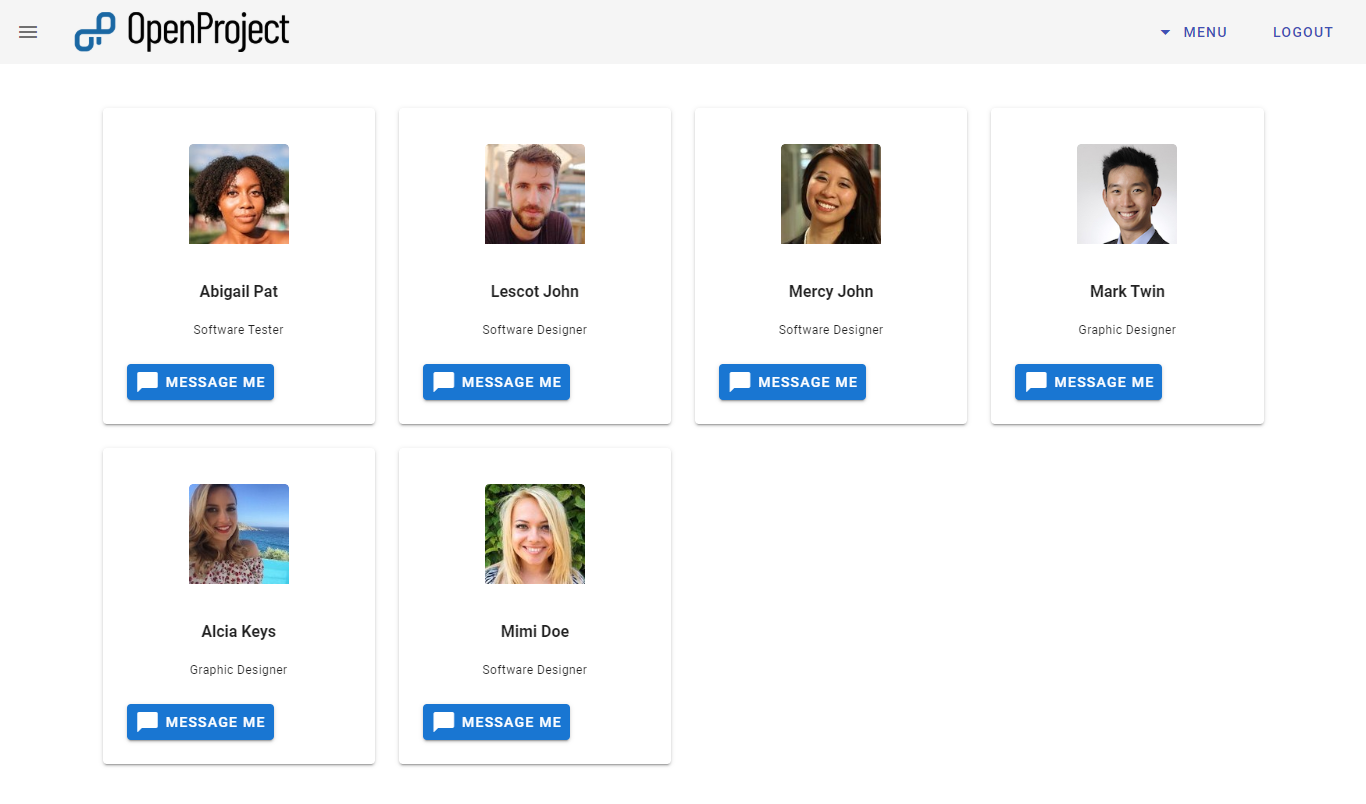 OpenProject
MENU
LOGOUT
Abigail Pat
Software Tester
MESSAGE ME
Lescot John
Software Designer
MESSAGE ME
Mercy John
Software Designer
MESSAGE ME
Mark Twin
Graphic Designer
MESSAGE ME
Alcia Keys
Graphic Designer
MESSAGE ME
Mimi Doe
Software Designer
MESSAGE ME